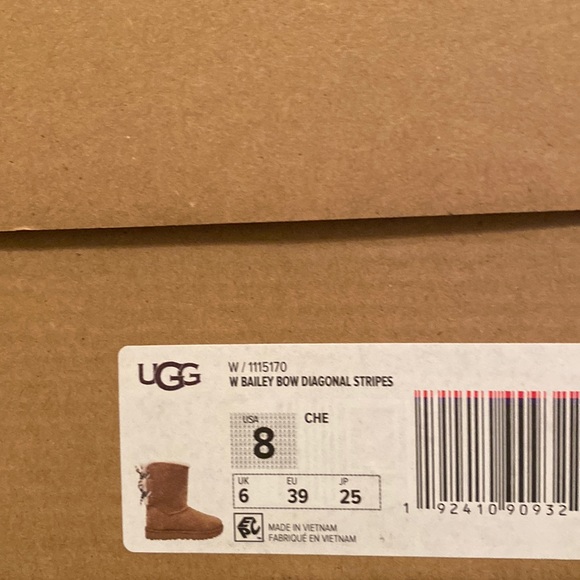 UGG
W / 1115170
W BAILEY BOW DIAGONAL STRIPES
USA
8
CHE
UK EU JP
6 39 25
1 92410 90932
MADE IN VIETNAM
FABRIQUÉ EN VIETNAM